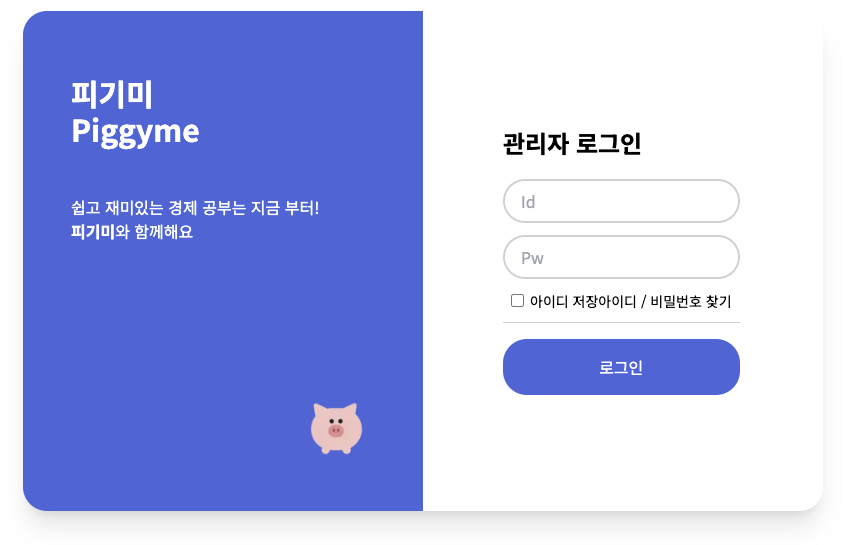 피기미
Piggyme
쉽고 재미있는 경제 공부는 지금 부터!
피기미와 함께해요
관리자 로그인
Id
Pw
아이디 저장아이디 / 비밀번호 찾기
로그인